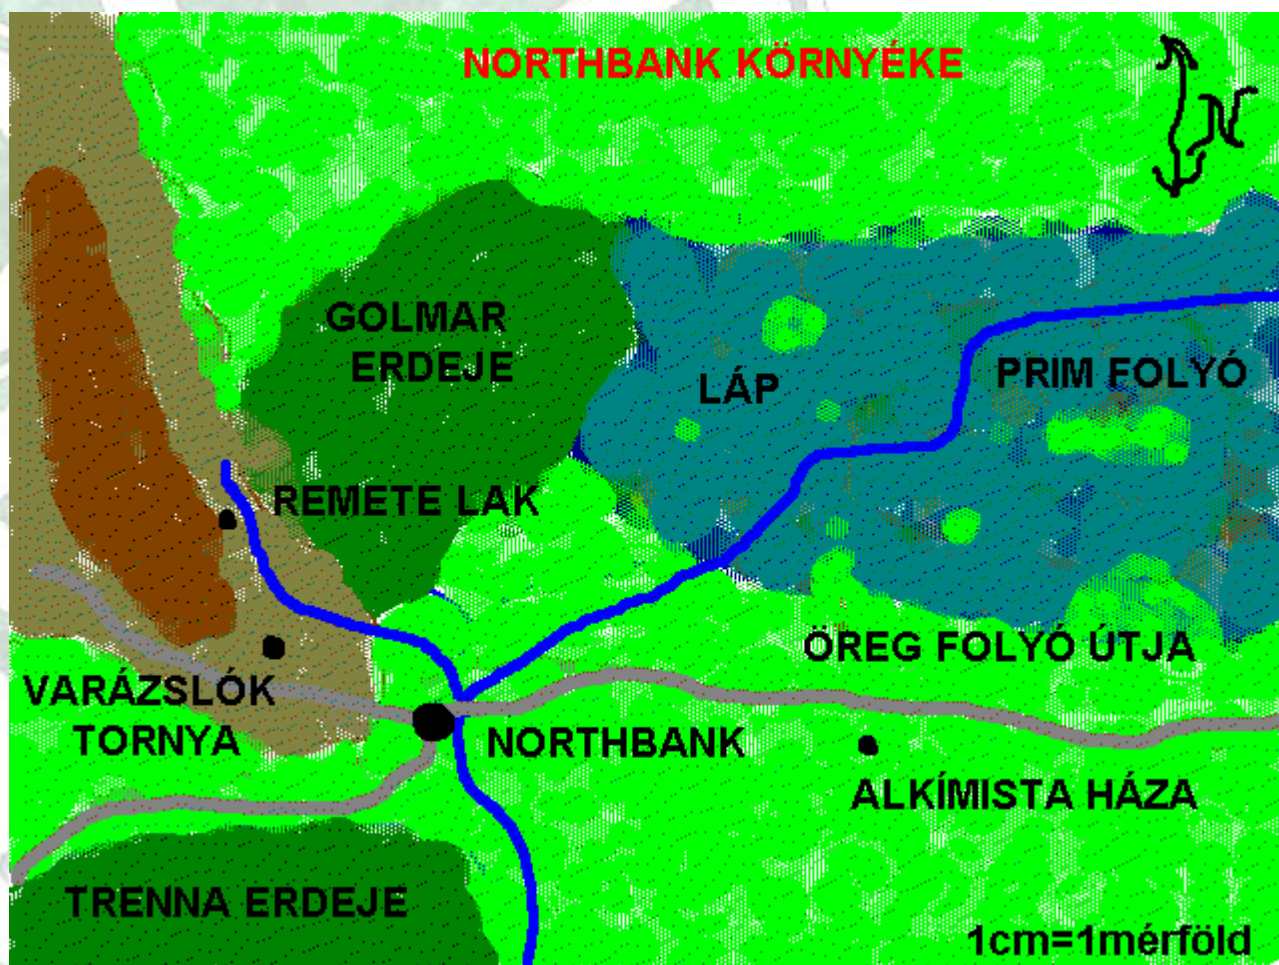 NORTHBANK KÖRNYÉKE
N
GOLMAR
ERDEJE
LÁP
PRIM FOLYÓ
REMETE LAK
ÖREG FOLYÓ ÚTJA
VARÁZSLÓK
TORNYA
NORTHBANK
ALKÍMISTA HÁZA
TRENNA ERDEJE
1cm=1mérföld